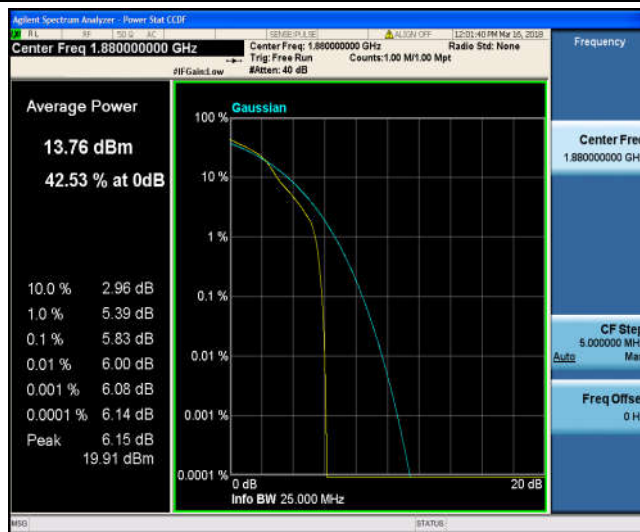 Agilent Spectrum Analyzer - Power Stat CCDF
RL RF 50 Ω AC SENSE:PULSE ALIGN OFF 12:01:40 PM Mar 16, 2018
Center Freq 1.880000000 GHz
Center Freq: 1.880000000 GHz Radio Std: None
Trig: Free Run Counts:1.00 M/1.00 Mpt
#IFGain:Low #Atten: 40 dB
Frequency
Average Power
13.76 dBm
42.53 % at 0dB
10.0 % 2.96 dB
1.0 % 5.39 dB
0.1 % 5.83 dB
0.01 % 6.00 dB
0.001 % 6.08 dB
0.0001 % 6.14 dB
Peak 6.15 dB
19.91 dBm
Gaussian
100 %
10 %
1 %
0.1 %
0.01 %
0.001 %
0.0001 %
0 dB 20 dB
Info BW 25.000 MHz
Center Fre
1.880000000 GH
CF Step
5.000000 MH
Auto Ma
Freq Offse
0 H
MSG STATUS